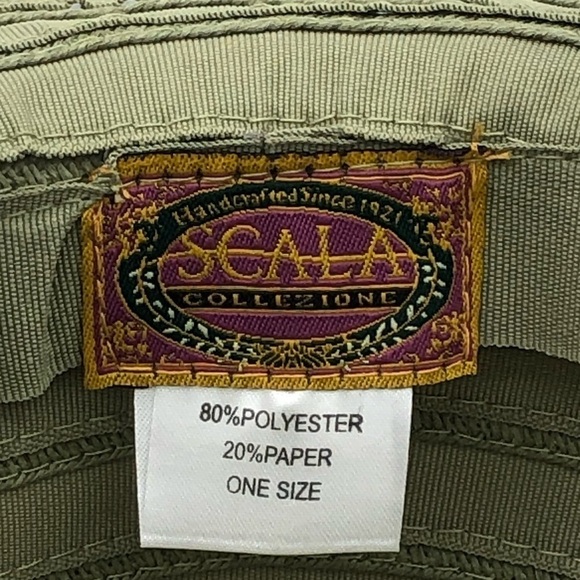 Handcrafted Since 1921
SCALA
COLLEZIONE
80%POLYESTER
20%PAPER
ONE SIZE